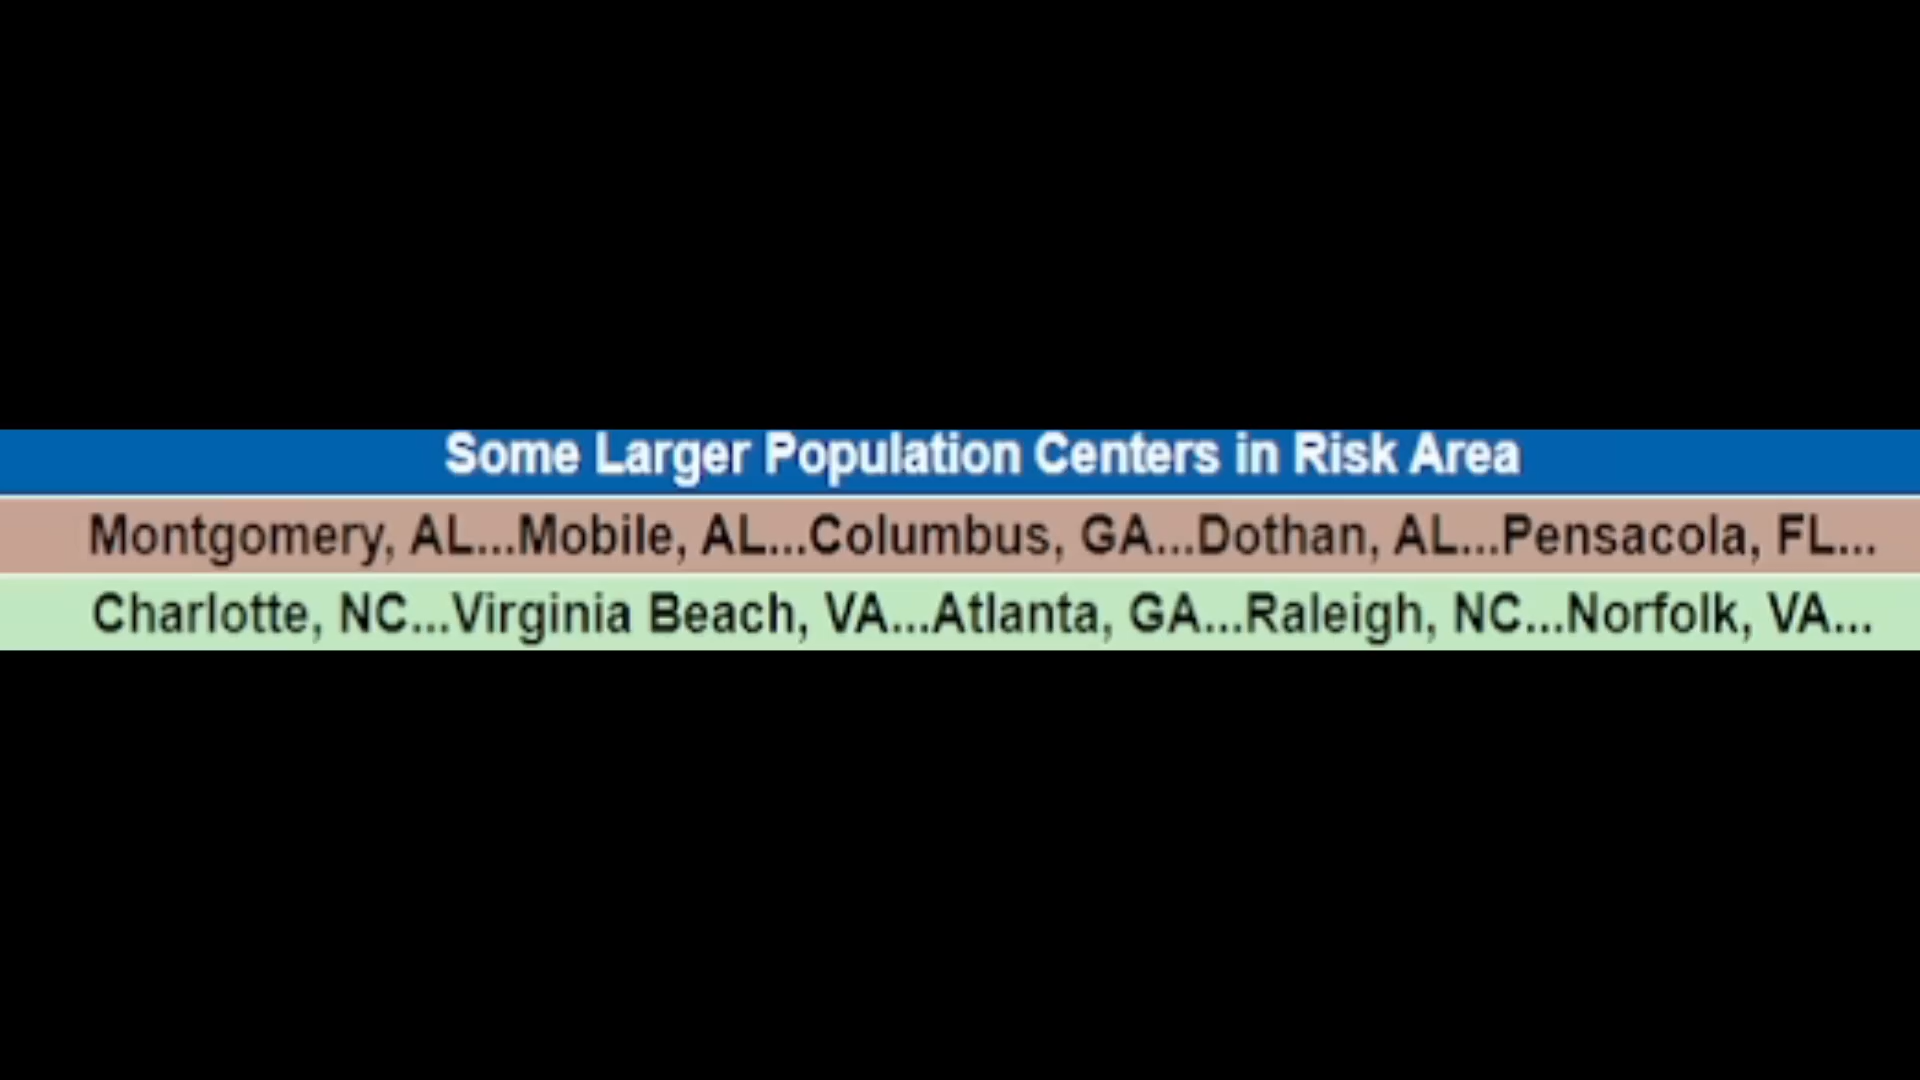 Some Larger Population Centers in Risk Area
Montgomery, AL...Mobile, AL...Columbus, GA...Dothan, AL...Pensacola, FL...
Charlotte, NC...Virginia Beach, VA...Atlanta, GA...Raleigh, NC...Norfolk, VA...